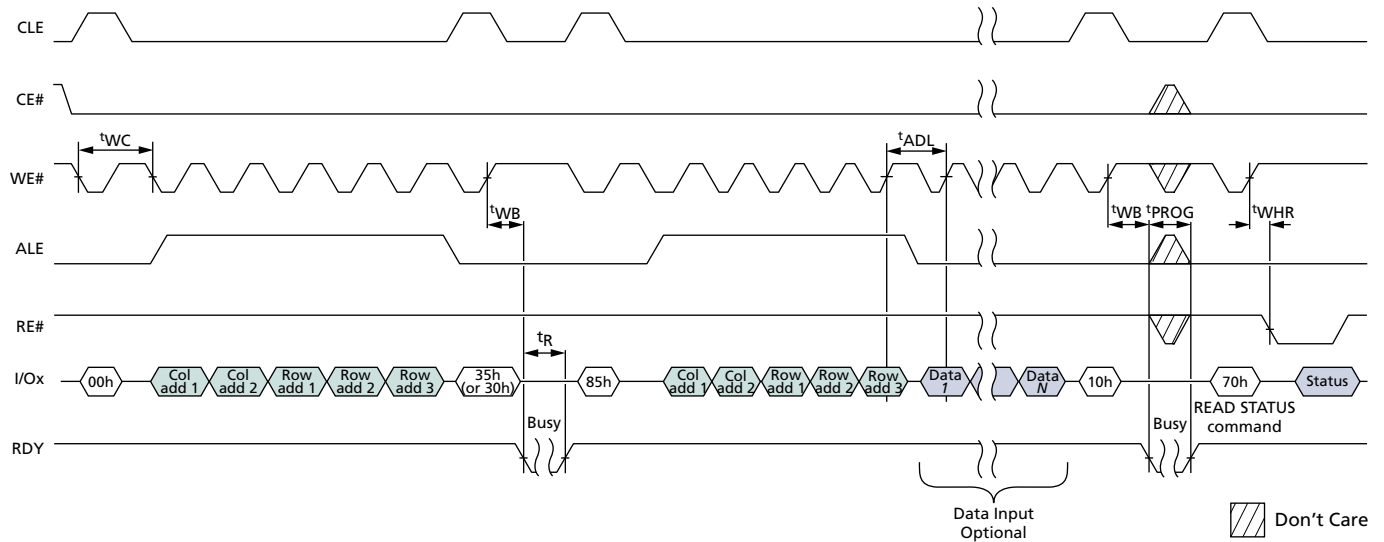 CLE
CE#
tWC
tADL
WE#
tWB
tWB
tPROG
tWHR
ALE
RE#
tR
I/Ox
00h
Col add 1
Col add 2
Row add 1
Row add 2
Row add 3
35h (or 30h)
85h
Col add 1
Col add 2
Row add 1
Row add 2
Row add 3
Data 1
Data N
10h
70h
Status
READ STATUS
command
Busy
Busy
RDY
Data Input
Optional
Don't Care